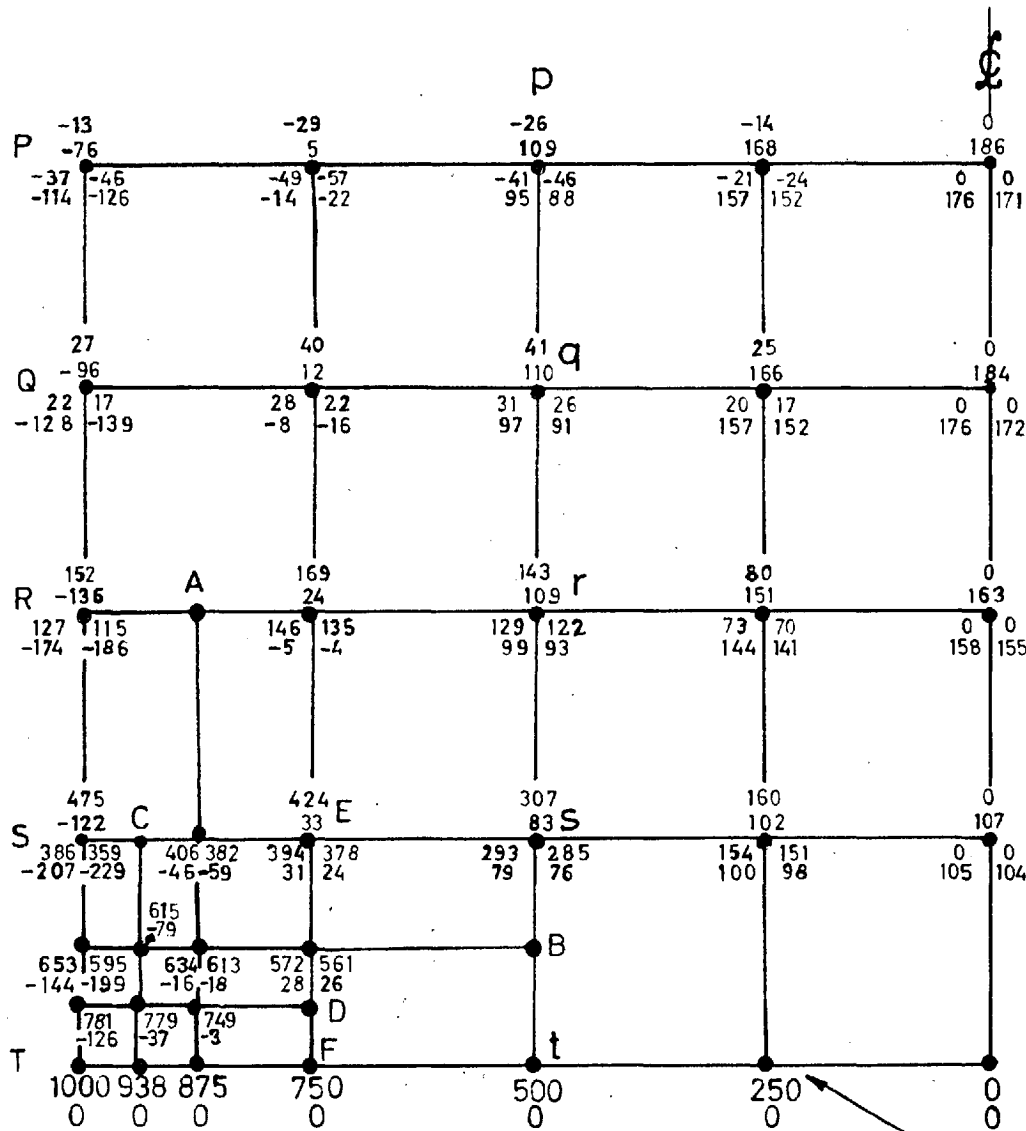 ℄
p
-13 -29 -26 -14 0
P -76 5 109 168 186
-37 -46 -49 -57 -41 -46 -21 -24 0 0
-114 -126 -14 -22 95 88 157 152 176 171
27 40 41 q 25 0
Q -96 12 110 166 184
22 17 28 22 31 26 20 17 0 0
-128 -139 -8 -16 97 91 157 152 176 172
152 A 169 143 r 80 0
R -136 24 109 151 163
127 115 146 135 129 122 73 70 0 0
-174 -186 -5 -4 99 93 144 141 158 155
475 424 307 160 0
S -122 C 33 E 83 S 102 107
386 359 406 382 394 378 293 285 154 151 0 0
-207 -229 -46 -59 31 24 79 76 100 98 105 104
615
-79
B
653 595 634 613 572 561
-144 -199 -16 -18 28 26
D
781 779 749
-126 -37 -3
T F t
1000 938 875 750 500 250 0
0 0 0 0 0 0 0